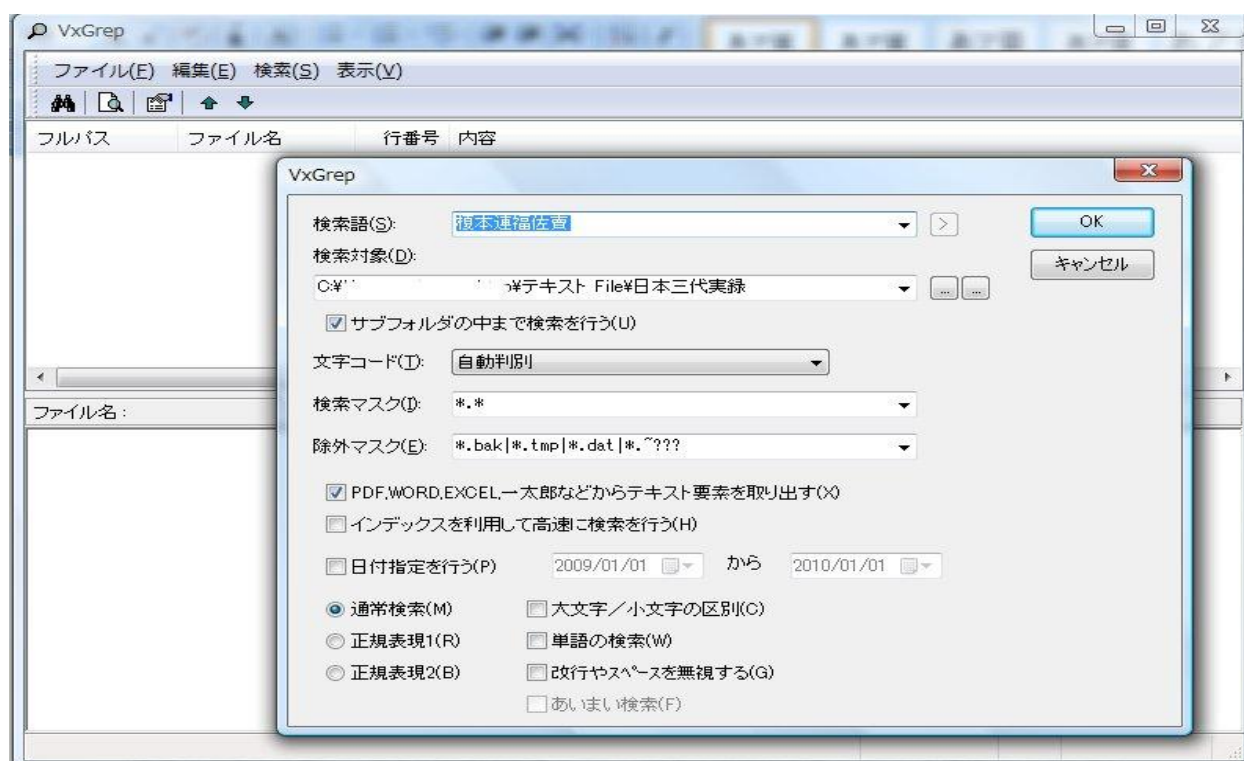 VxGrep
ファイル(F) 編集(E) 検索(S) 表示(V)
フルパス ファイル名 行番号 内容
VxGrep
検索語(S): 榎本連福佐賣
OK
検索対象(D):
キャンセル
C:¥ ¥テキスト File¥日本三代実録
サブフォルダの中まで検索を行う(U)
文字コード(T): 自動判別
検索マスク(I): *.*
ファイル名 :
除外マスク(E): *.bak|*.tmp|*.dat|*.~???
PDF,WORD,EXCEL,一太郎などからテキスト要素を取り出す(X)
インデックスを利用して高速に検索を行う(H)
日付指定を行う(P) 2009/01/01 から 2010/01/01
通常検索(M) 大文字/小文字の区別(C)
正規表現1(R) 単語の検索(W)
正規表現2(B) 改行やスペースを無視する(G)
あいまい検索(F)